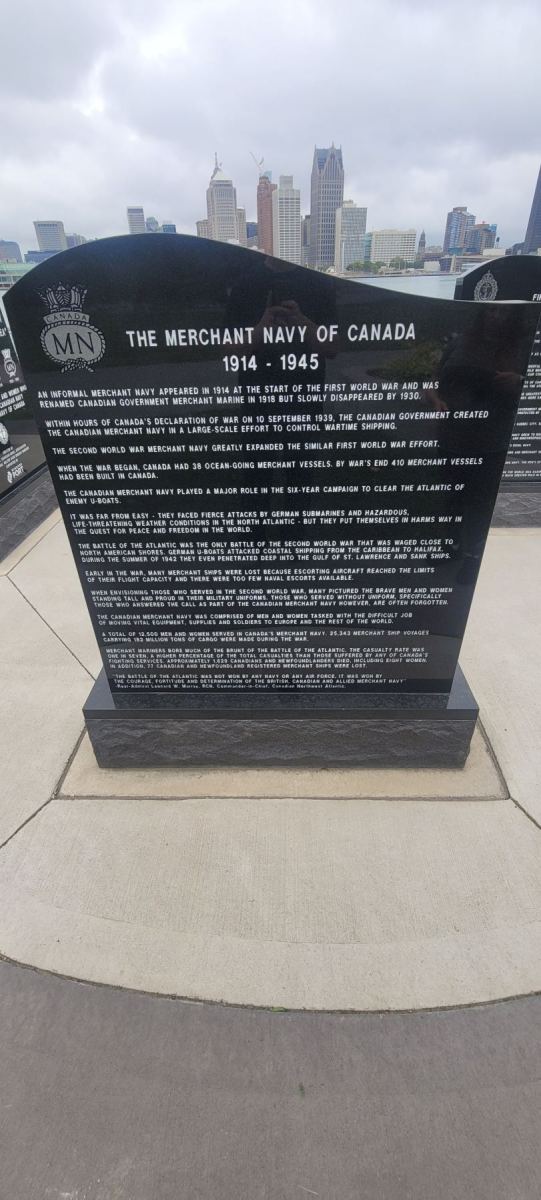 CANADA
MN
THE MERCHANT NAVY OF CANADA
1914 - 1945
AN INFORMAL MERCHANT NAVY APPEARED IN 1914 AT THE START OF THE FIRST WORLD WAR AND WAS
RENAMED CANADIAN GOVERNMENT MERCHANT MARINE IN 1918 BUT SLOWLY DISAPPEARED BY 1930.
WITHIN HOURS OF CANADA'S DECLARATION OF WAR ON 10 SEPTEMBER 1939, THE CANADIAN GOVERNMENT CREATED
THE CANADIAN MERCHANT NAVY IN A LARGE-SCALE EFFORT TO CONTROL WARTIME SHIPPING.
THE SECOND WORLD WAR MERCHANT NAVY GREATLY EXPANDED THE SIMILAR FIRST WORLD WAR EFFORT.
WHEN THE WAR BEGAN, CANADA HAD 38 OCEAN-GOING MERCHANT VESSELS. BY WAR'S END 410 MERCHANT VESSELS
HAD BEEN BUILT IN CANADA.
THE CANADIAN MERCHANT NAVY PLAYED A MAJOR ROLE IN THE SIX-YEAR CAMPAIGN TO CLEAR THE ATLANTIC OF
ENEMY U-BOATS.
IT WAS FAR FROM EASY - THEY FACED FIERCE ATTACKS BY GERMAN SUBMARINES AND HAZARDOUS,
LIFE-THREATENING WEATHER CONDITIONS IN THE NORTH ATLANTIC - BUT THEY PUT THEMSELVES IN HARMS WAY IN
THE QUEST FOR PEACE AND FREEDOM IN THE WORLD.
THE BATTLE OF THE ATLANTIC WAS THE ONLY BATTLE OF THE SECOND WORLD WAR THAT WAS WAGED CLOSE TO
NORTH AMERICAN SHORES. GERMAN U-BOATS ATTACKED COASTAL SHIPPING FROM THE CARIBBEAN TO HALIFAX.
DURING THE SUMMER OF 1942 THEY EVEN PENETRATED DEEP INTO THE GULF OF ST. LAWRENCE AND SANK SHIPS.
EARLY IN THE WAR, MANY MERCHANT SHIPS WERE LOST BECAUSE ESCORTING AIRCRAFT REACHED THE LIMITS
OF THEIR FLIGHT CAPACITY AND THERE WERE TOO FEW NAVAL ESCORTS AVAILABLE.
WHEN ENVISIONING THOSE WHO SERVED IN THE SECOND WORLD WAR, MANY PICTURED THE BRAVE MEN AND WOMEN
STANDING TALL AND PROUD IN THEIR MILITARY UNIFORMS. THOSE WHO SERVED WITHOUT UNIFORM, SPECIFICALLY
THOSE WHO ANSWERED THE CALL AS PART OF THE CANADIAN MERCHANT NAVY HOWEVER, ARE OFTEN FORGOTTEN.
THE CANADIAN MERCHANT NAVY WAS COMPRISED OF MEN AND WOMEN TASKED WITH THE DIFFICULT JOB
OF MOVING VITAL EQUIPMENT, SUPPLIES AND SOLDIERS TO EUROPE AND THE REST OF THE WORLD.
A TOTAL OF 12,500 MEN AND WOMEN SERVED IN CANADA'S MERCHANT NAVY. 25,343 MERCHANT SHIP VOYAGES
CARRYING 183 MILLION TONS OF CARGO WERE MADE DURING THE WAR.
MERCHANT MARINERS BORE MUCH OF THE BRUNT OF THE BATTLE OF THE ATLANTIC. THE CASUALTY RATE WAS
ONE IN SEVEN, A HIGHER PERCENTAGE OF THE TOTAL CASUALTIES THAN THOSE SUFFERED BY ANY OF CANADA'S
FIGHTING SERVICES. APPROXIMATELY 1,629 CANADIANS AND NEWFOUNDLANDERS DIED, INCLUDING EIGHT WOMEN.
IN ADDITION, 77 CANADIAN AND NEWFOUNDLAND REGISTERED MERCHANT SHIPS WERE LOST.
"THE BATTLE OF THE ATLANTIC WAS NOT WON BY ANY NAVY OR ANY AIR FORCE, IT WAS WON BY
THE COURAGE, FORTITUDE AND DETERMINATION OF THE BRITISH, CANADIAN AND ALLIED MERCHANT NAVY"
-Rear-Admiral Leonard W. Murray, RCN, Commander-in-Chief, Canadian Northwest Atlantic.